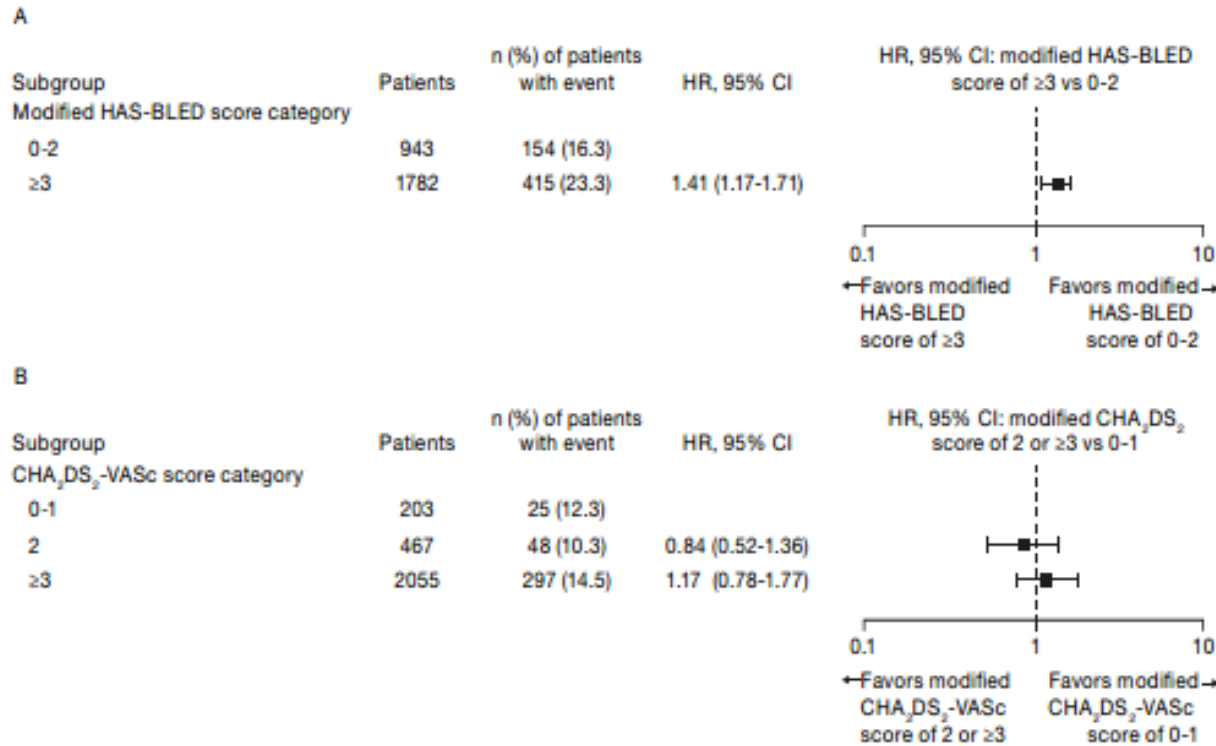 A
Subgroup Patients n (%) of patients with event HR, 95% CI HR, 95% CI: modified HAS-BLED score of ≥3 vs 0-2
Modified HAS-BLED score category
0-2 943 154 (16.3)
≥3 1782 415 (23.3) 1.41 (1.17-1.71)
0.1 1 10
←Favors modified HAS-BLED score of ≥3 Favors modified→ HAS-BLED score of 0-2
B
Subgroup Patients n (%) of patients with event HR, 95% CI HR, 95% CI: modified CHA₂DS₂ score of 2 or ≥3 vs 0-1
CHA₂DS₂-VASc score category
0-1 203 25 (12.3)
2 467 48 (10.3) 0.84 (0.52-1.36)
≥3 2055 297 (14.5) 1.17 (0.78-1.77)
0.1 1 10
←Favors modified CHA₂DS₂-VASc score of 2 or ≥3 Favors modified→ CHA₂DS₂-VASc score of 0-1